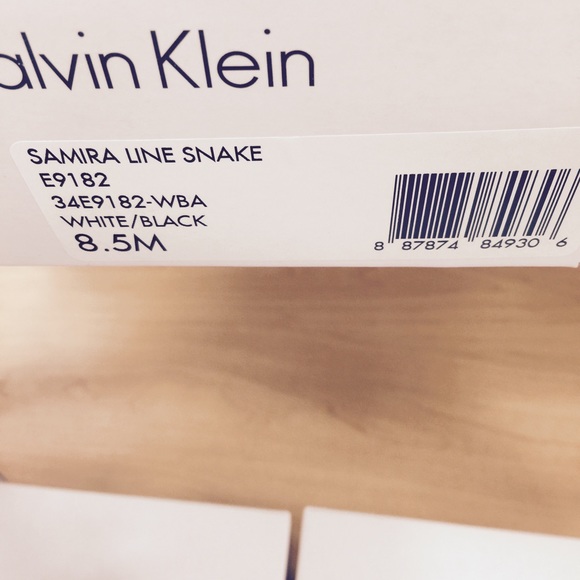 alvin Klein
SAMIRA LINE SNAKE
E9182
34E9182-WBA
WHITE/BLACK
8.5M
8 87874 84930 6